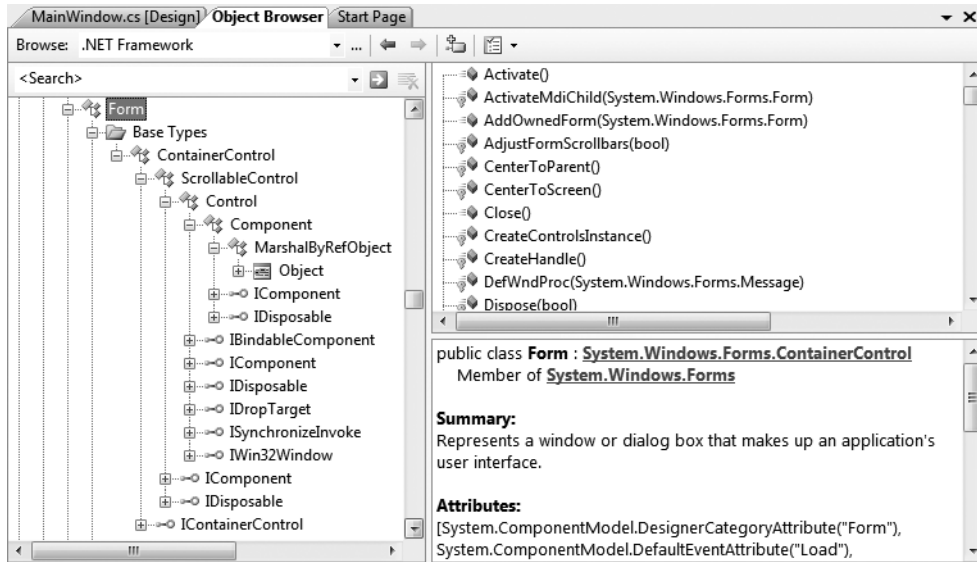 MainWindow.cs [Design] Object Browser Start Page
Browse: .NET Framework ...
<Search>
Form
Base Types
ContainerControl
ScrollableControl
Control
Component
MarshalByRefObject
Object
IComponent
IDisposable
IBindableComponent
IComponent
IDisposable
IDropTarget
ISynchronizeInvoke
IWin32Window
IComponent
IDisposable
IContainerControl
Activate()
ActivateMdiChild(System.Windows.Forms.Form)
AddOwnedForm(System.Windows.Forms.Form)
AdjustFormScrollbars(bool)
CenterToParent()
CenterToScreen()
Close()
CreateControlsInstance()
CreateHandle()
DefWndProc(System.Windows.Forms.Message)
Dispose(bool)
public class Form : System.Windows.Forms.ContainerControl
Member of System.Windows.Forms
Summary:
Represents a window or dialog box that makes up an application's
user interface.
Attributes:
[System.ComponentModel.DesignerCategoryAttribute("Form"),
System.ComponentModel.DefaultEventAttribute("Load"),